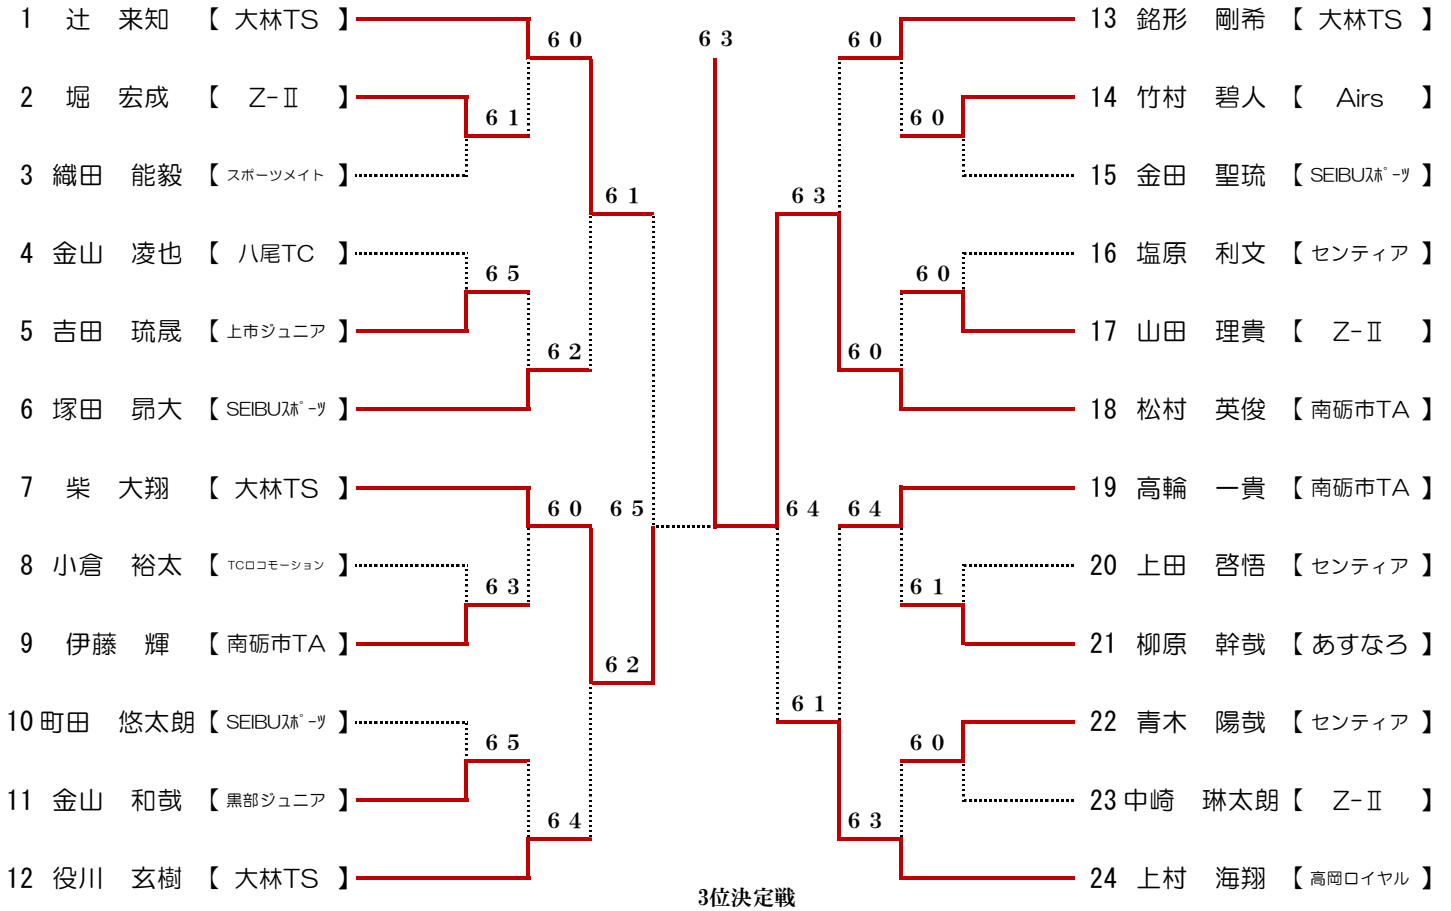 1 辻 来知 【 大林TS 】
6 0
6 3
6 0
13 銘形 剛希 【 大林TS 】
2 堀 宏成 【 Z-Ⅱ 】
6 1
6 0
14 竹村 碧人 【 Airs 】
3 織田 能毅 【 スポーツメイト 】
6 1
6 3
15 金田 聖琉 【 SEIBUｽﾎﾟｰﾂ 】
4 金山 凌也 【 八尾TC 】
6 5
6 0
16 塩原 利文 【 センティア 】
5 吉田 琉晟 【 上市ジュニア 】
6 2
6 0
17 山田 理貴 【 Z-Ⅱ 】
6 塚田 昴大 【 SEIBUｽﾎﾟｰﾂ 】
18 松村 英俊 【 南砺市TA 】
7 柴 大翔 【 大林TS 】
6 0
6 5
6 4
6 4
19 高輪 一貴 【 南砺市TA 】
8 小倉 裕太 【 TCロコモーション 】
6 3
6 1
20 上田 啓悟 【 センティア 】
9 伊藤 輝 【 南砺市TA 】
6 2
21 柳原 幹哉 【 あすなろ 】
10 町田 悠太朗 【 SEIBUｽﾎﾟｰﾂ 】
6 5
6 1
6 0
22 青木 陽哉 【 センティア 】
11 金山 和哉 【 黒部ジュニア 】
6 4
6 3
23 中崎 琳太朗 【 Z-Ⅱ 】
12 役川 玄樹 【 大林TS 】
24 上村 海翔 【 高岡ロイヤル 】
3位決定戦